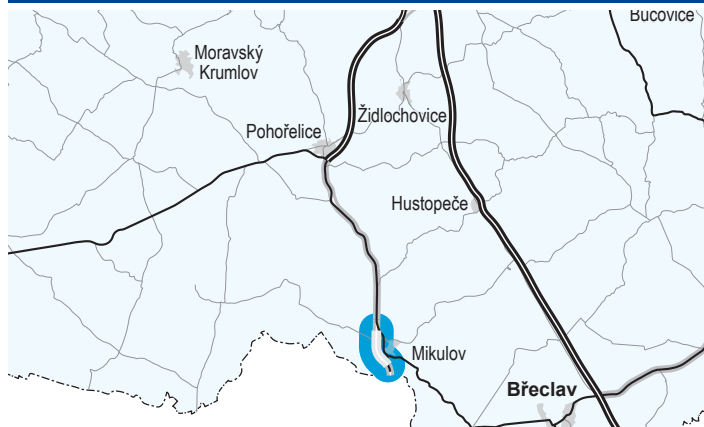 Bučovice
Moravský
Krumlov
Židlochovice
Pohořelice
Hustopeče
Mikulov
Břeclav